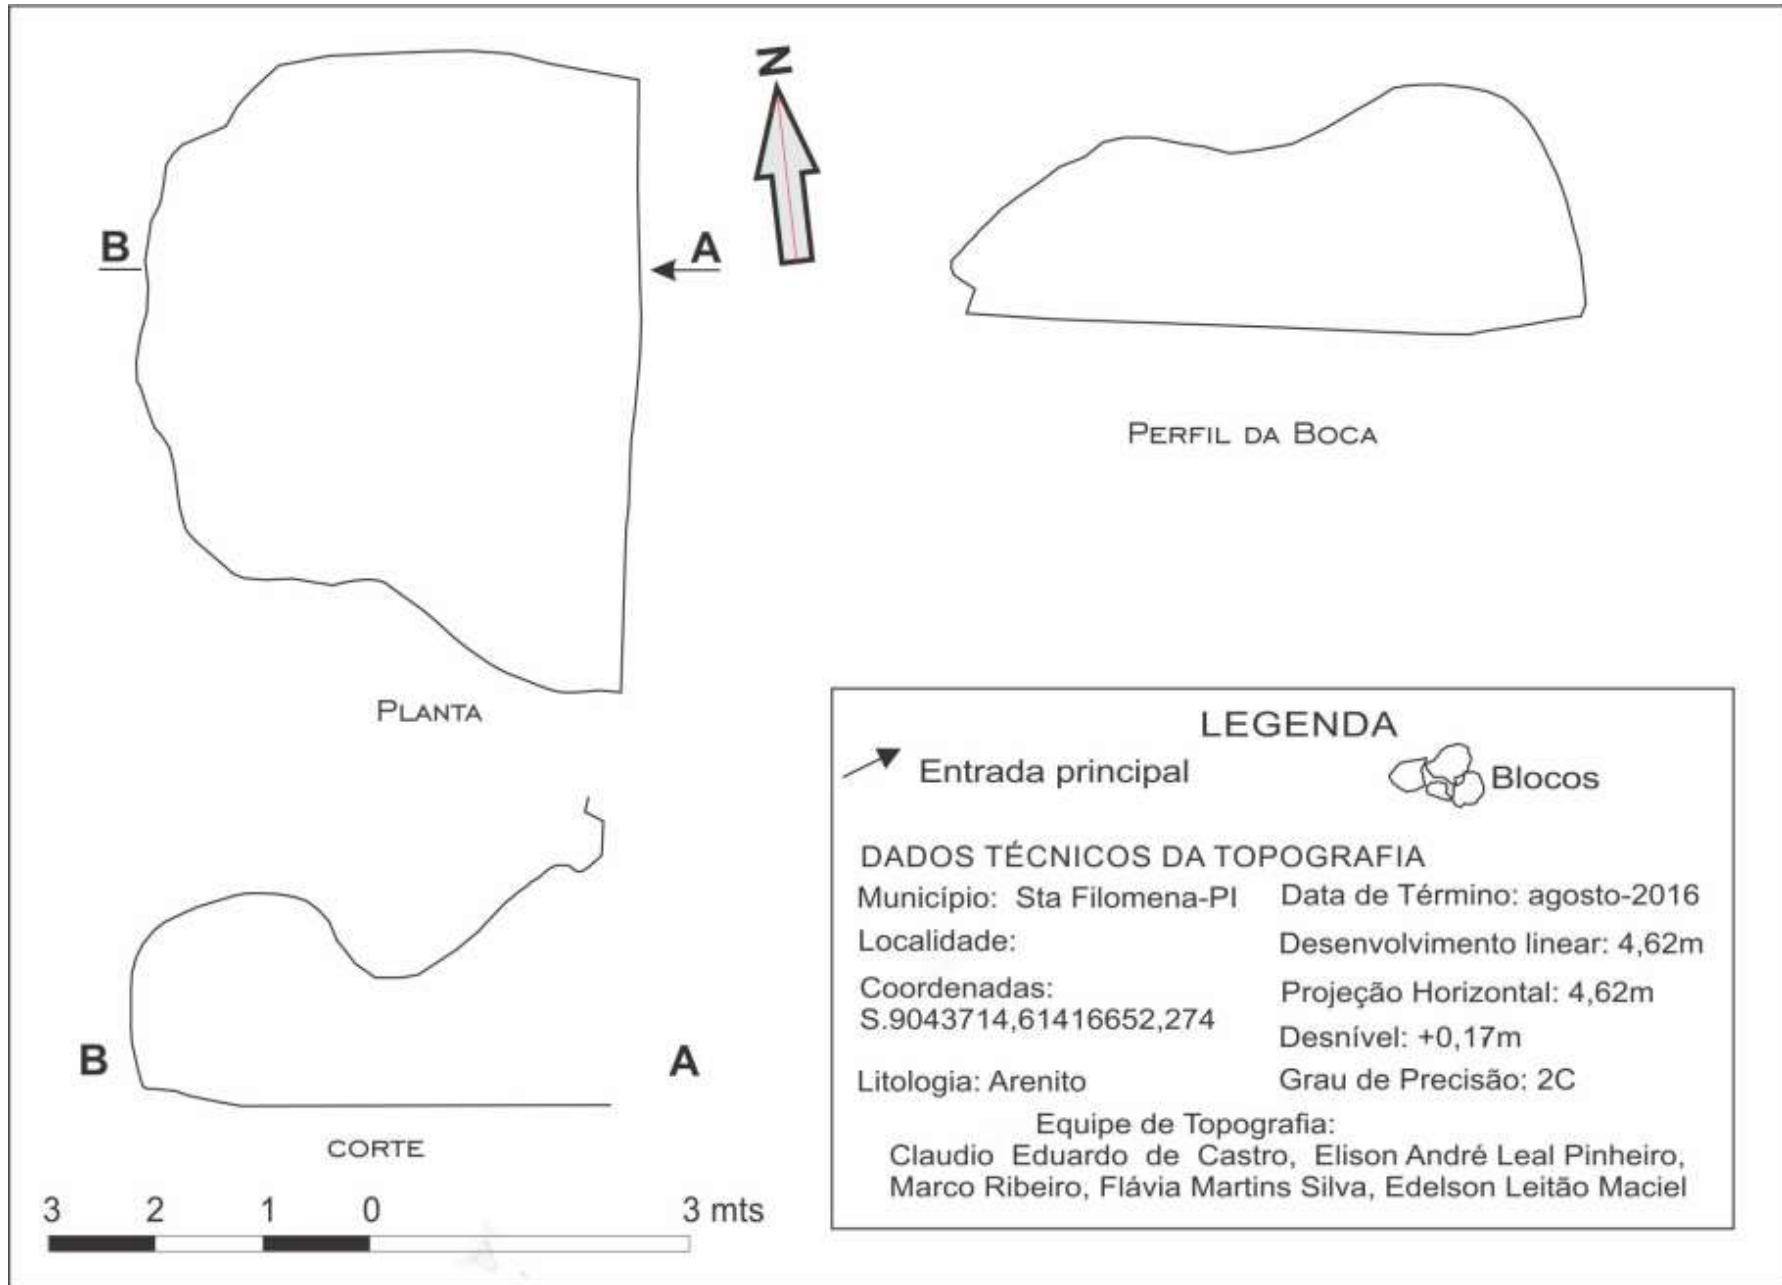 N
B
A
PLANTA
PERFIL DA BOCA
B
A
CORTE
3 2 1 0 3 mts
LEGENDA
Entrada principal
Blocos
DADOS TÉCNICOS DA TOPOGRAFIA
Município: Sta Filomena-PI
Data de Término: agosto-2016
Localidade:
Desenvolvimento linear: 4,62m
Coordenadas:
S.9043714,61416652,274
Projeção Horizontal: 4,62m
Desnível: +0,17m
Litologia: Arenito
Grau de Precisão: 2C
Equipe de Topografia:
Claudio Eduardo de Castro, Elison André Leal Pinheiro,
Marco Ribeiro, Flávia Martins Silva, Edelson Leitão Maciel